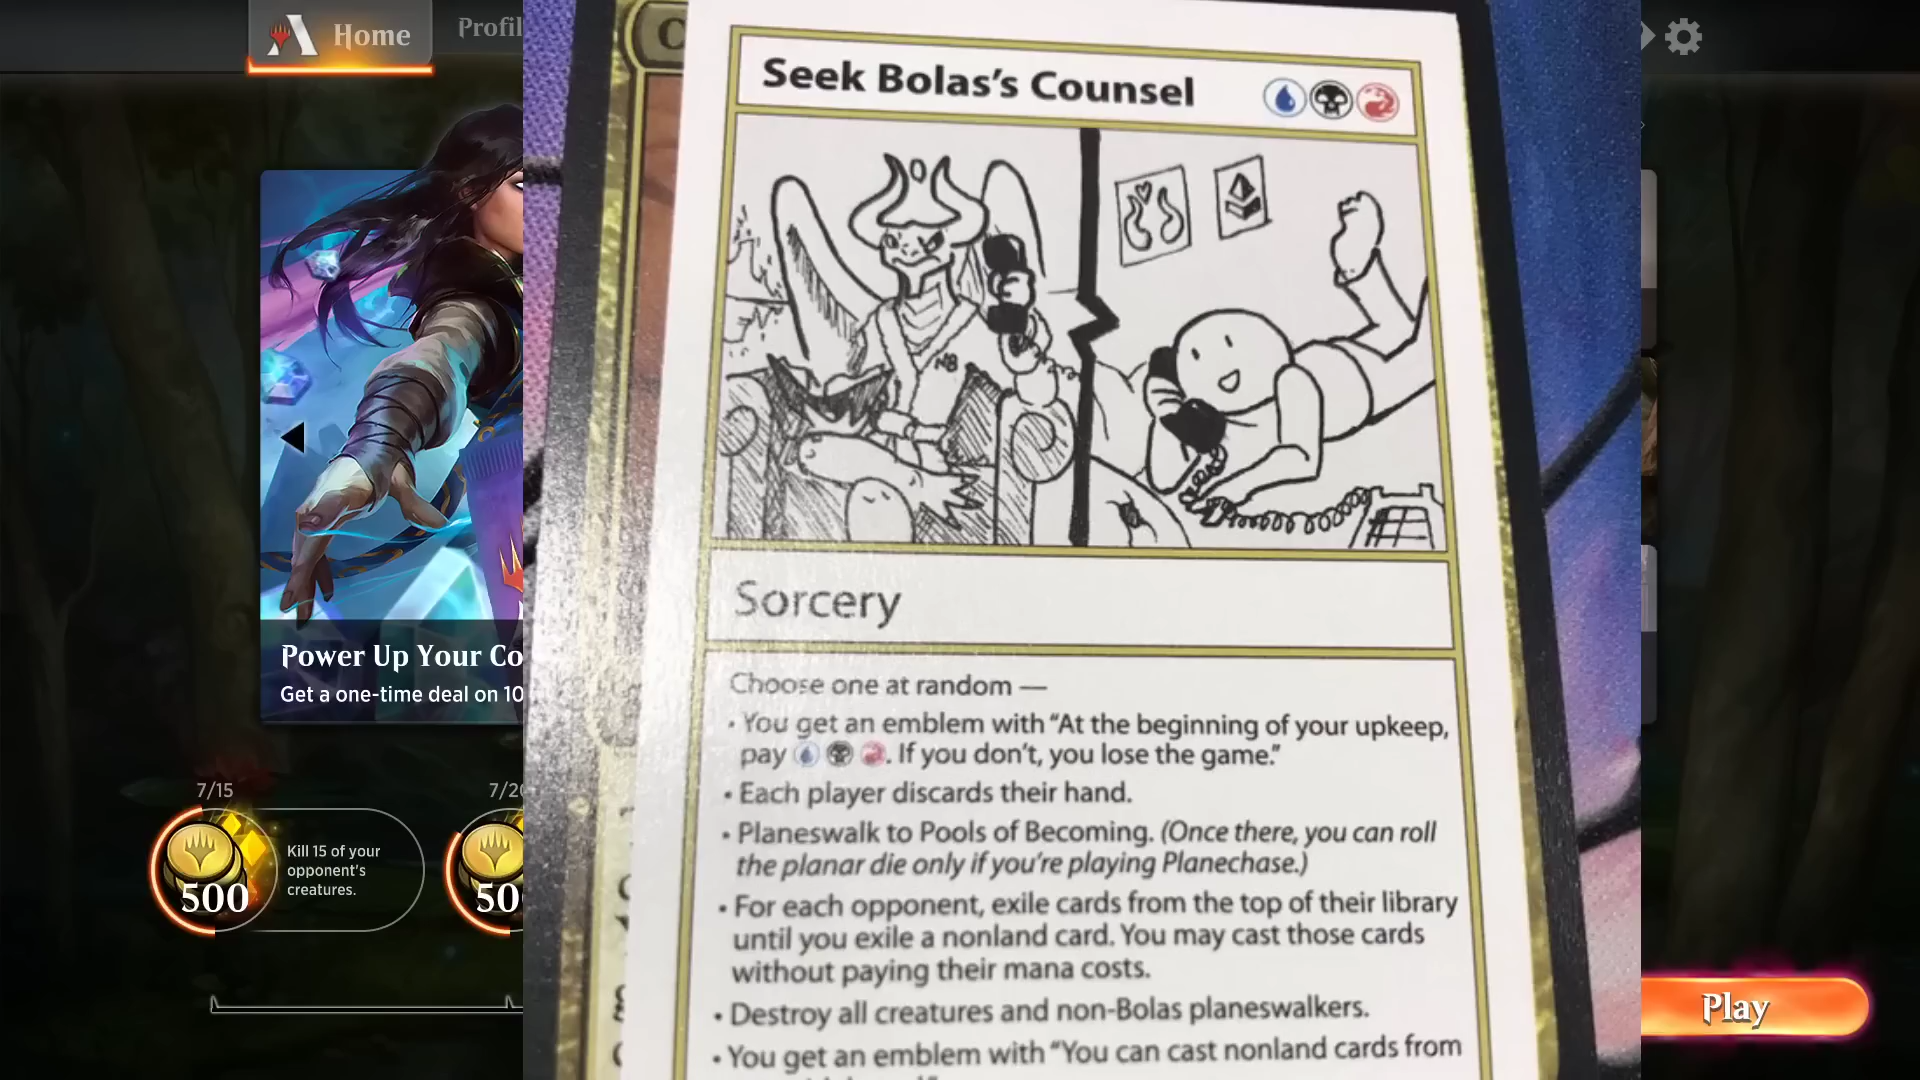 Home
Profil
Power Up Your Co
Get a one-time deal on 10
7/15
500
Kill 15 of your
opponent's
creatures.
7/20
50
Seek Bolas's Counsel
NB
Sorcery
Choose one at random —
• You get an emblem with "At the beginning of your upkeep,
pay . If you don't, you lose the game."
• Each player discards their hand.
• Planeswalk to Pools of Becoming. (Once there, you can roll
the planar die only if you're playing Planechase.)
• For each opponent, exile cards from the top of their library
until you exile a nonland card. You may cast those cards
without paying their mana costs.
• Destroy all creatures and non-Bolas planeswalkers.
• You get an emblem with "You can cast nonland cards from
Play